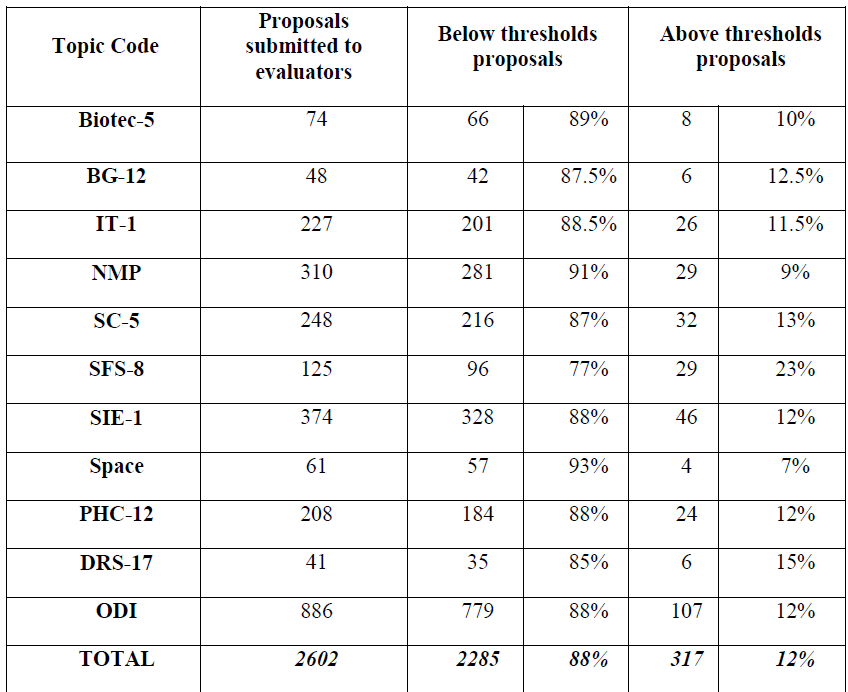 Topic Code
Proposals
submitted to
evaluators
Below thresholds
proposals
Above thresholds
proposals
Biotec-5 74 66 89% 8 10%
BG-12 48 42 87.5% 6 12.5%
IT-1 227 201 88.5% 26 11.5%
NMP 310 281 91% 29 9%
SC-5 248 216 87% 32 13%
SFS-8 125 96 77% 29 23%
SIE-1 374 328 88% 46 12%
Space 61 57 93% 4 7%
PHC-12 208 184 88% 24 12%
DRS-17 41 35 85% 6 15%
ODI 886 779 88% 107 12%
TOTAL 2602 2285 88% 317 12%